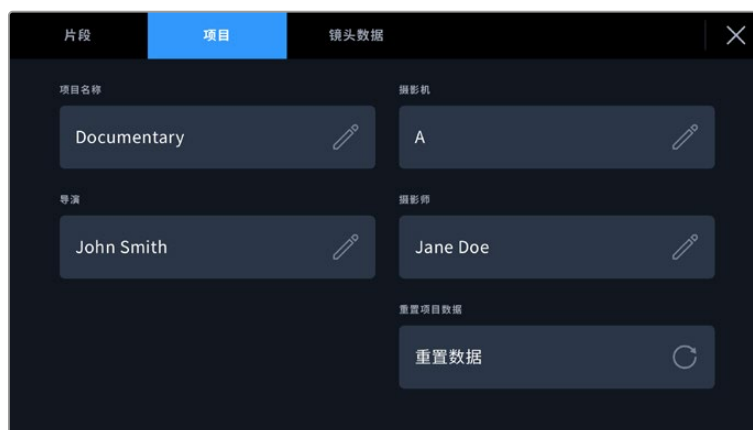 片段 项目 镜头数据
项目名称 摄影机
Documentary A
导演 摄影师
John Smith Jane Doe
重置项目数据
重置数据